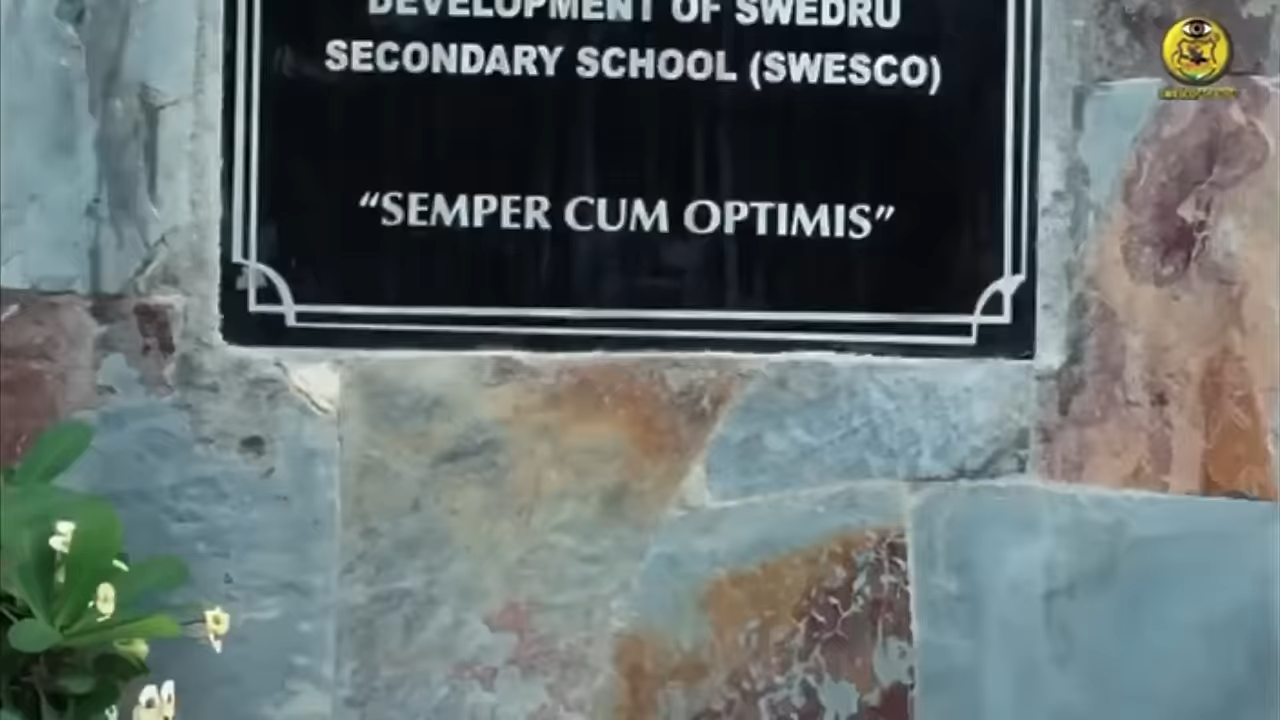 DEVELOPMENT OF SWEDRU
SECONDARY SCHOOL (SWESCO)
“SEMPER CUM OPTIMIS”